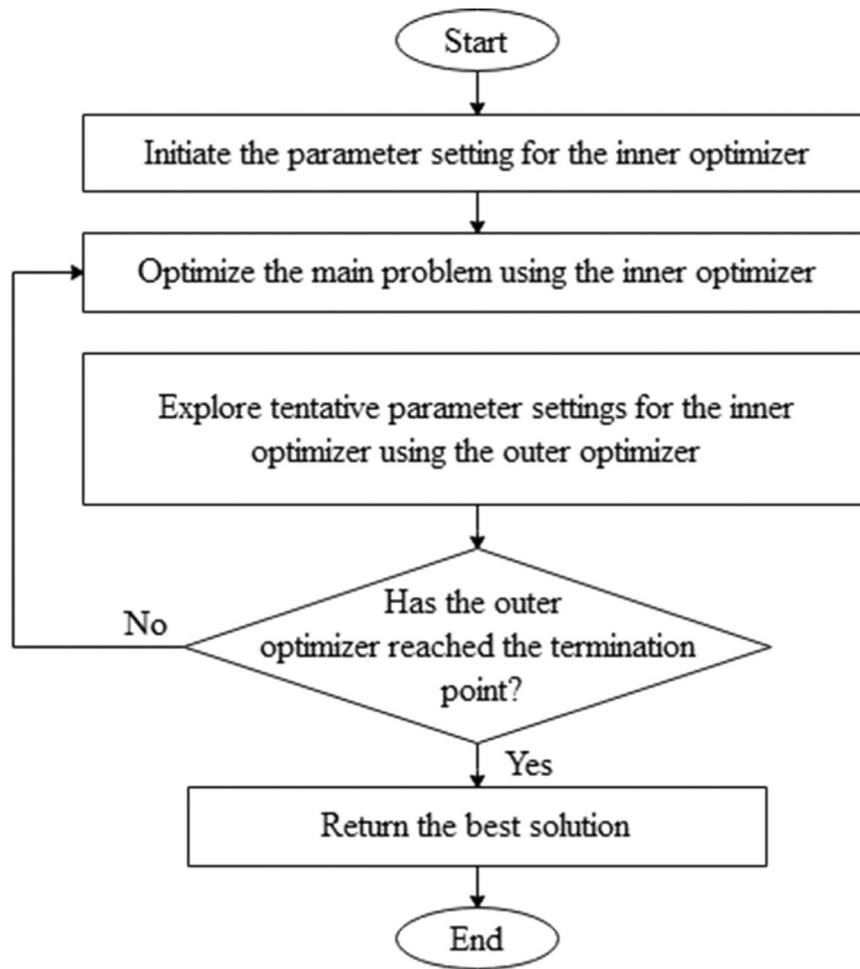 Start
Initiate the parameter setting for the inner optimizer
Optimize the main problem using the inner optimizer
Explore tentative parameter settings for the inner
optimizer using the outer optimizer
Has the outer
optimizer reached the termination
point?
No
Yes
Return the best solution
End